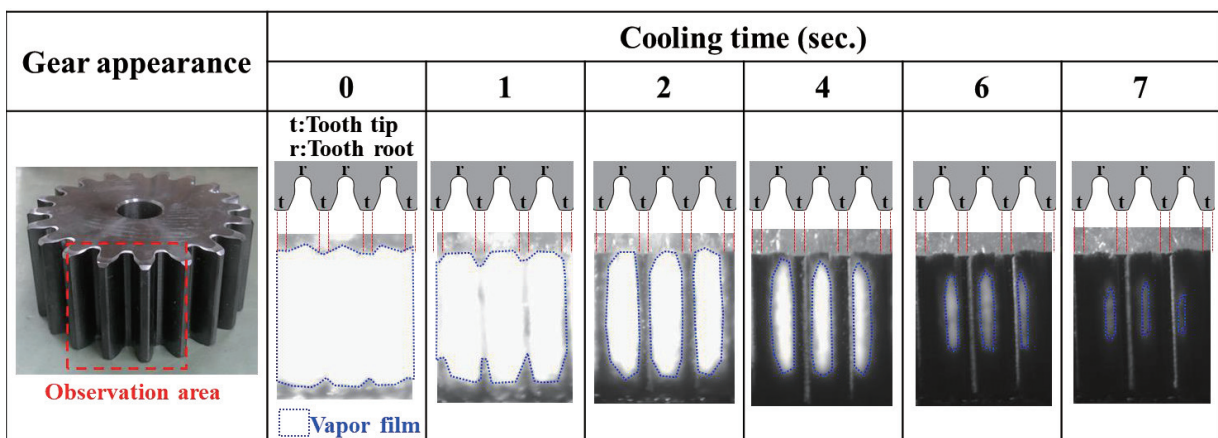 Gear appearance
Cooling time (sec.)
0 1 2 4 6 7
t:Tooth tip
r:Tooth root
r r r
t t t t
r r r
t t t t
r r r
t t t t
r r r
t t t t
r r r
t t t t
r r r
t t t t
Observation area
Vapor film